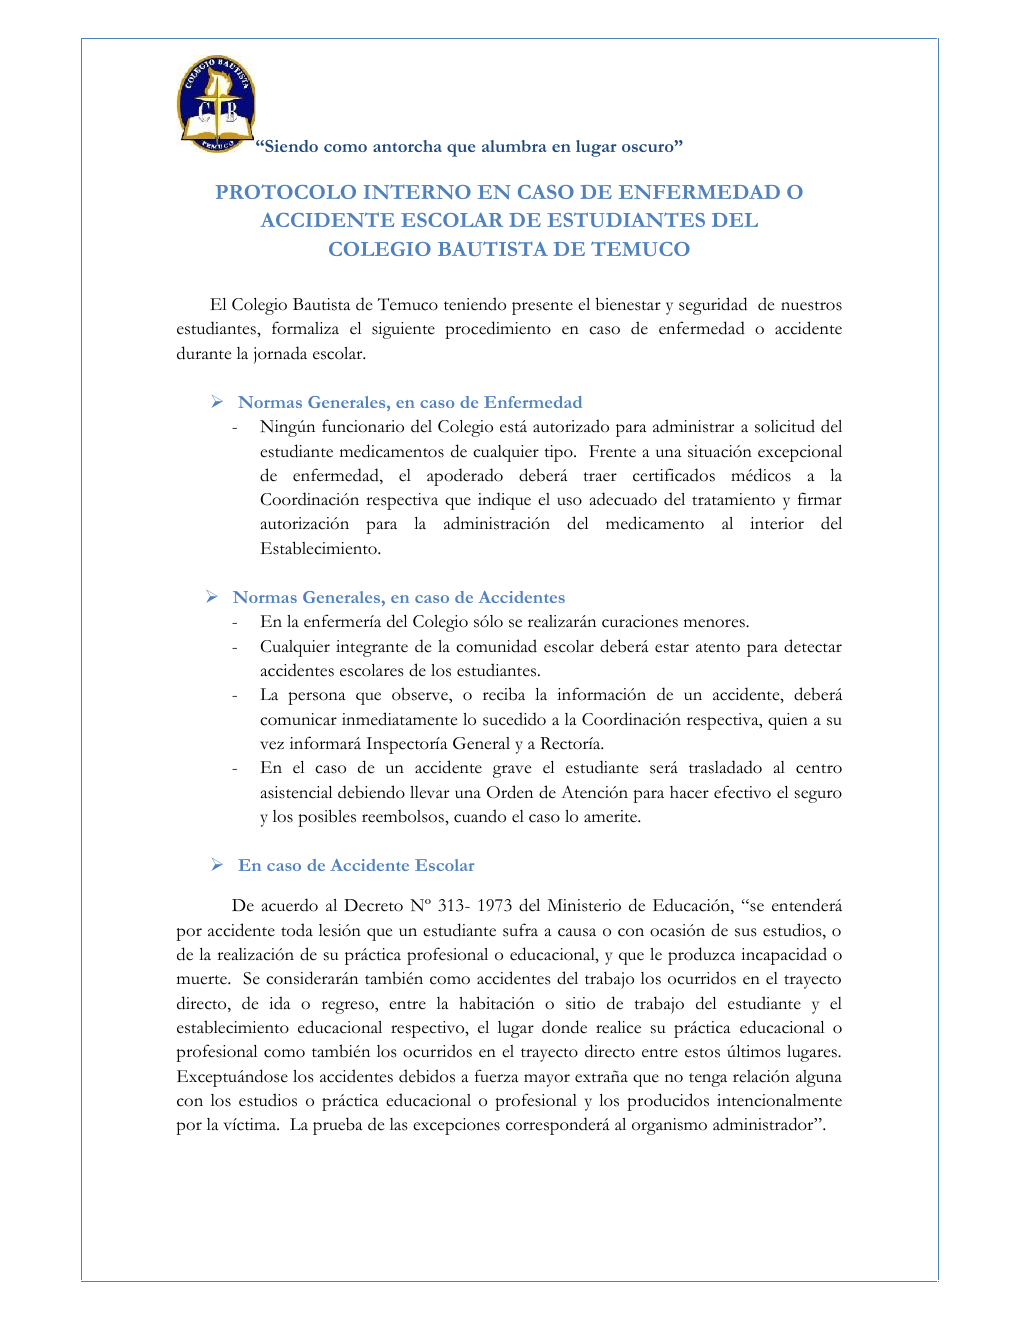 COLEGIO BAUTISTA
C B
TEMUCO
“Siendo como antorcha que alumbra en lugar oscuro”
PROTOCOLO INTERNO EN CASO DE ENFERMEDAD O
ACCIDENTE ESCOLAR DE ESTUDIANTES DEL
COLEGIO BAUTISTA DE TEMUCO
El Colegio Bautista de Temuco teniendo presente el bienestar y seguridad de nuestros
estudiantes, formaliza el siguiente procedimiento en caso de enfermedad o accidente
durante la jornada escolar.
➢ Normas Generales, en caso de Enfermedad
- Ningún funcionario del Colegio está autorizado para administrar a solicitud del
estudiante medicamentos de cualquier tipo. Frente a una situación excepcional
de enfermedad, el apoderado deberá traer certificados médicos a la
Coordinación respectiva que indique el uso adecuado del tratamiento y firmar
autorización para la administración del medicamento al interior del
Establecimiento.
➢ Normas Generales, en caso de Accidentes
- En la enfermería del Colegio sólo se realizarán curaciones menores.
- Cualquier integrante de la comunidad escolar deberá estar atento para detectar
accidentes escolares de los estudiantes.
- La persona que observe, o reciba la información de un accidente, deberá
comunicar inmediatamente lo sucedido a la Coordinación respectiva, quien a su
vez informará Inspectoría General y a Rectoría.
- En el caso de un accidente grave el estudiante será trasladado al centro
asistencial debiendo llevar una Orden de Atención para hacer efectivo el seguro
y los posibles reembolsos, cuando el caso lo amerite.
➢ En caso de Accidente Escolar
De acuerdo al Decreto Nº 313- 1973 del Ministerio de Educación, “se entenderá
por accidente toda lesión que un estudiante sufra a causa o con ocasión de sus estudios, o
de la realización de su práctica profesional o educacional, y que le produzca incapacidad o
muerte. Se considerarán también como accidentes del trabajo los ocurridos en el trayecto
directo, de ida o regreso, entre la habitación o sitio de trabajo del estudiante y el
establecimiento educacional respectivo, el lugar donde realice su práctica educacional o
profesional como también los ocurridos en el trayecto directo entre estos últimos lugares.
Exceptuándose los accidentes debidos a fuerza mayor extraña que no tenga relación alguna
con los estudios o práctica educacional o profesional y los producidos intencionalmente
por la víctima. La prueba de las excepciones corresponderá al organismo administrador”.